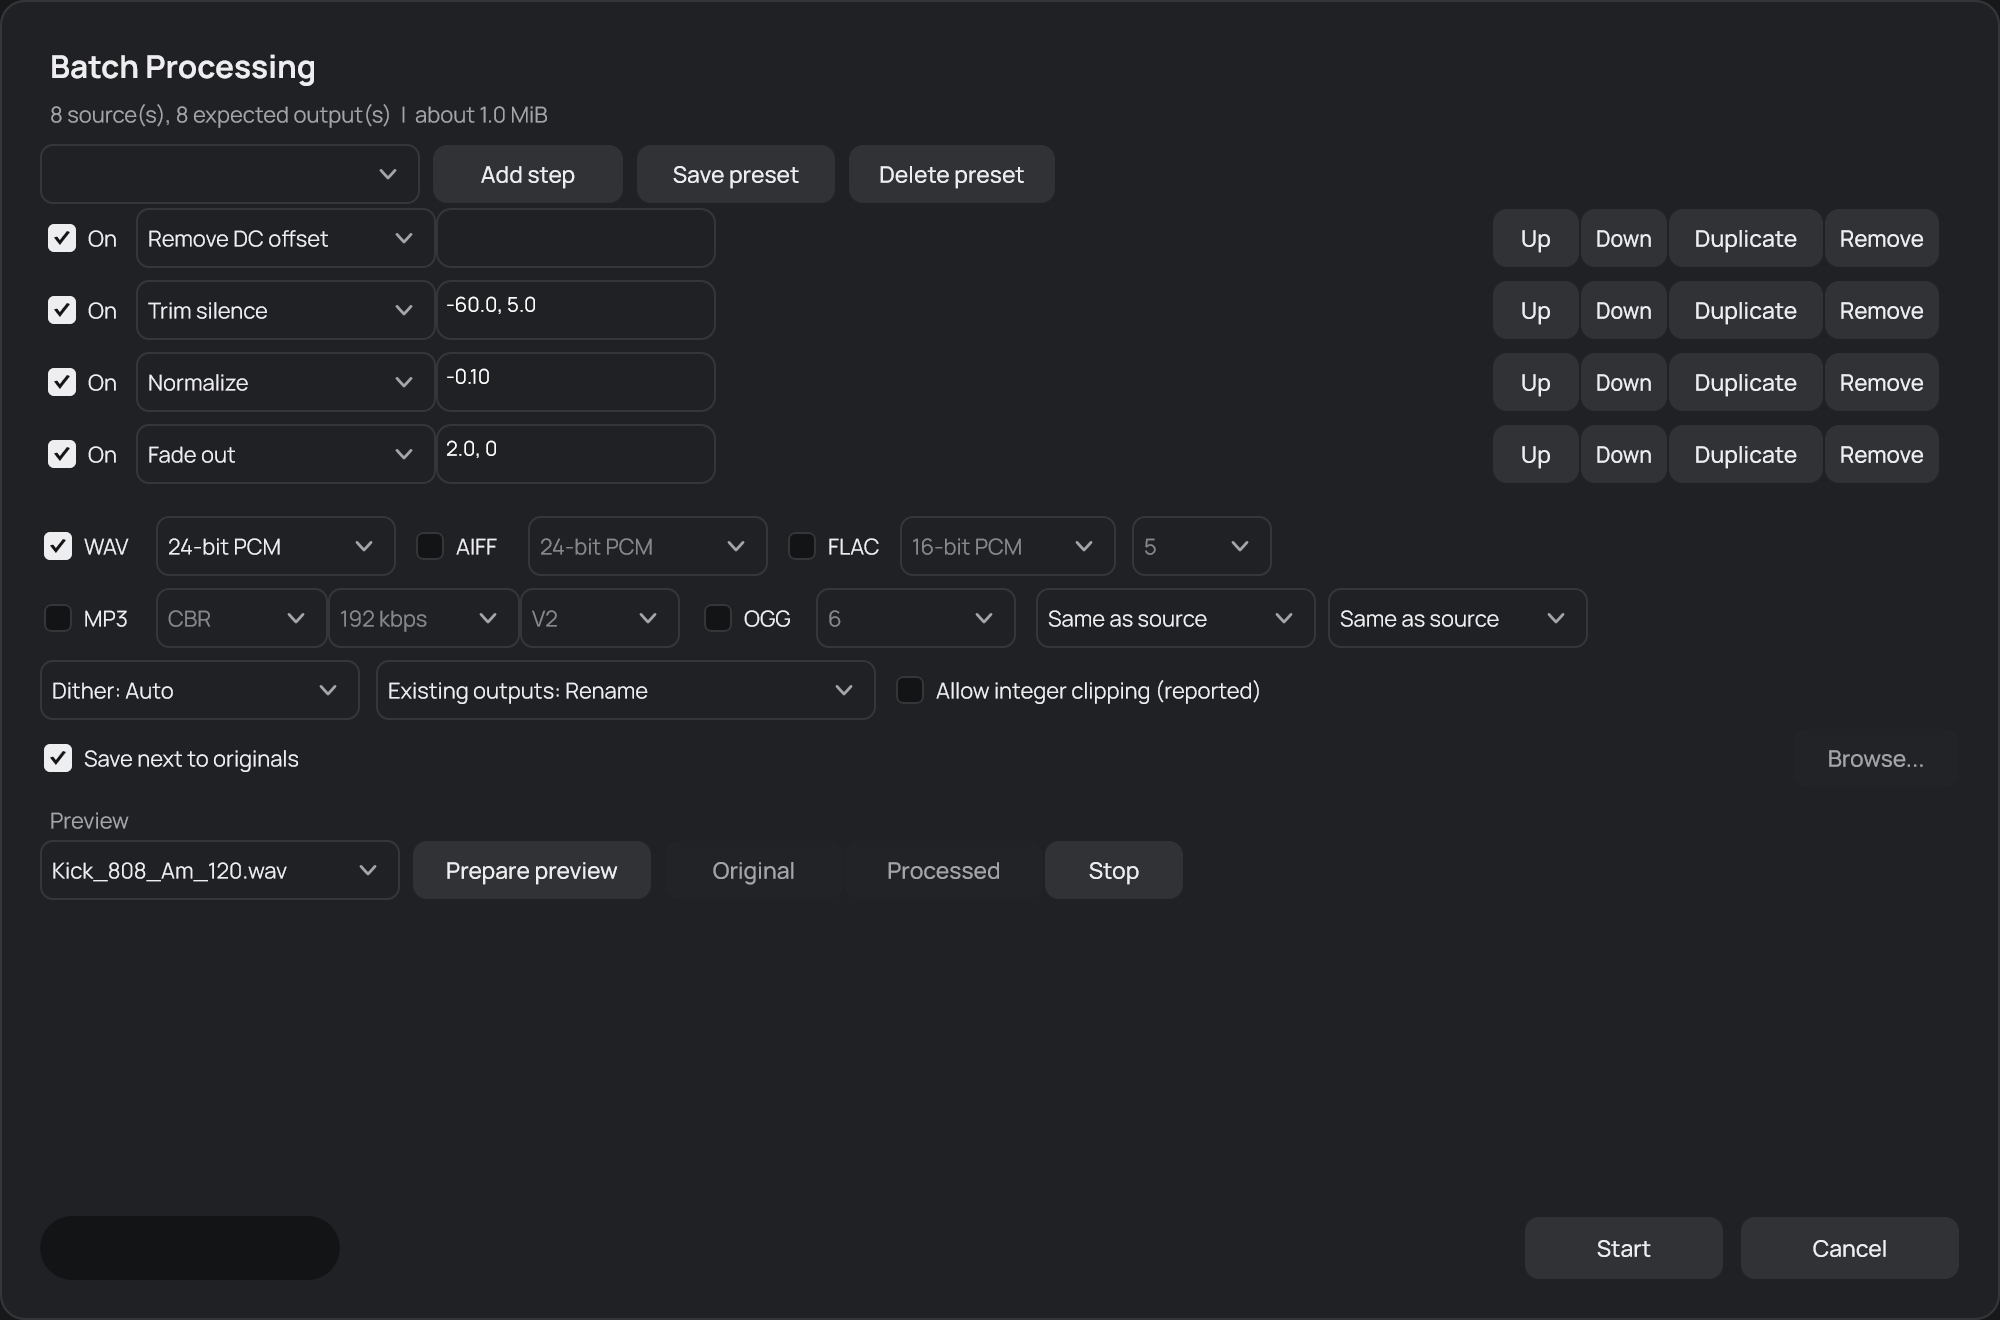 Batch Processing
8 source(s), 8 expected output(s) | about 1.0 MiB
Add step Save preset Delete preset
On Remove DC offset Up Down Duplicate Remove
On Trim silence -60.0, 5.0 Up Down Duplicate Remove
On Normalize -0.10 Up Down Duplicate Remove
On Fade out 2.0, 0 Up Down Duplicate Remove
WAV 24-bit PCM AIFF 24-bit PCM FLAC 16-bit PCM 5
MP3 CBR 192 kbps V2 OGG 6 Same as source Same as source
Dither: Auto Existing outputs: Rename Allow integer clipping (reported)
Save next to originals Browse...
Preview
Kick_808_Am_120.wav Prepare preview Original Processed Stop
Start Cancel